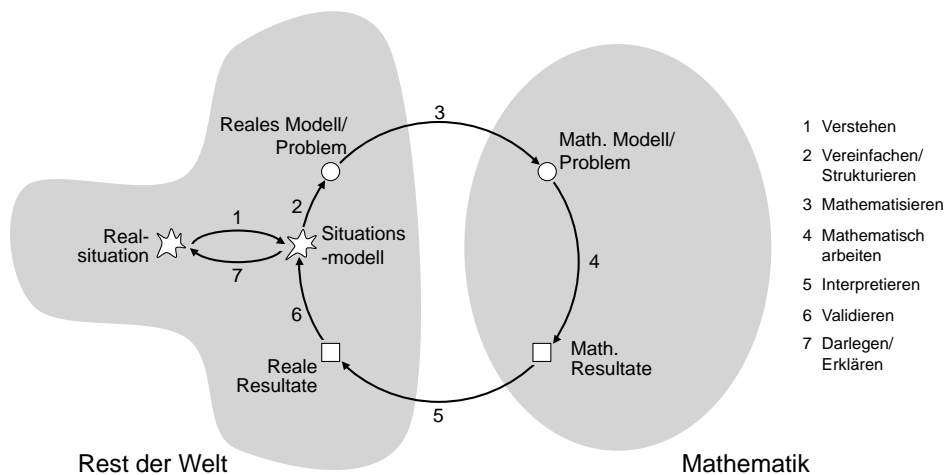 3
Reales Modell/
Problem
Math. Modell/
Problem
1 Verstehen
2 Vereinfachen/
Strukturieren
3 Mathematisieren
4 Mathematisch
arbeiten
5 Interpretieren
6 Validieren
7 Darlegen/
Erklären
2
1
Real-
situation
Situations
-modell
7
4
6
Reale
Resultate
Math.
Resultate
5
Rest der Welt
Mathematik